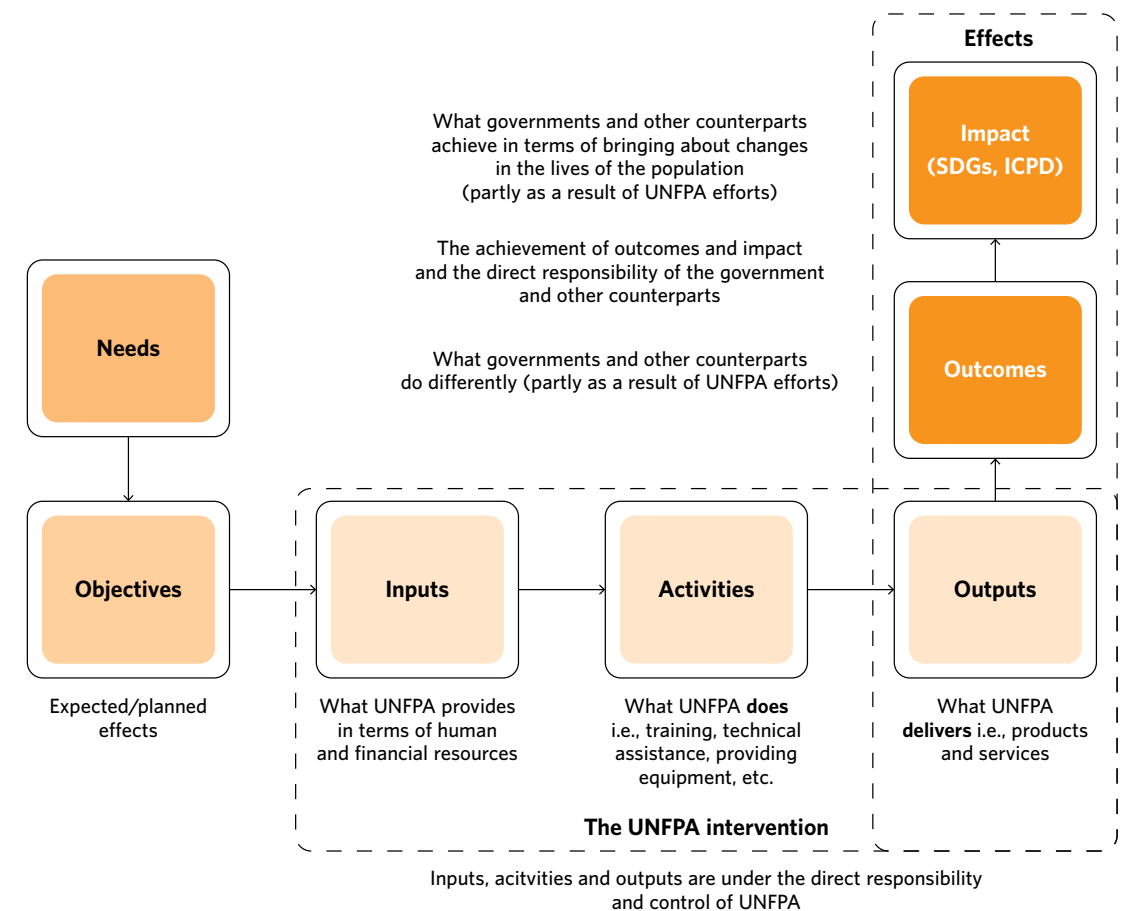 Effects
Impact
(SDGs, ICPD)
What governments and other counterparts
achieve in terms of bringing about changes
in the lives of the population
(partly as a result of UNFPA efforts)
The achievement of outcomes and impact
and the direct responsibility of the government
and other counterparts
Needs
Outcomes
What governments and other counterparts
do differently (partly as a result of UNFPA efforts)
Objectives
Inputs
Activities
Outputs
Expected/planned
effects
What UNFPA provides
in terms of human
and financial resources
What UNFPA does
i.e., training, technical
assistance, providing
equipment, etc.
What UNFPA
delivers i.e., products
and services
The UNFPA intervention
Inputs, acitvities and outputs are under the direct responsibility
and control of UNFPA